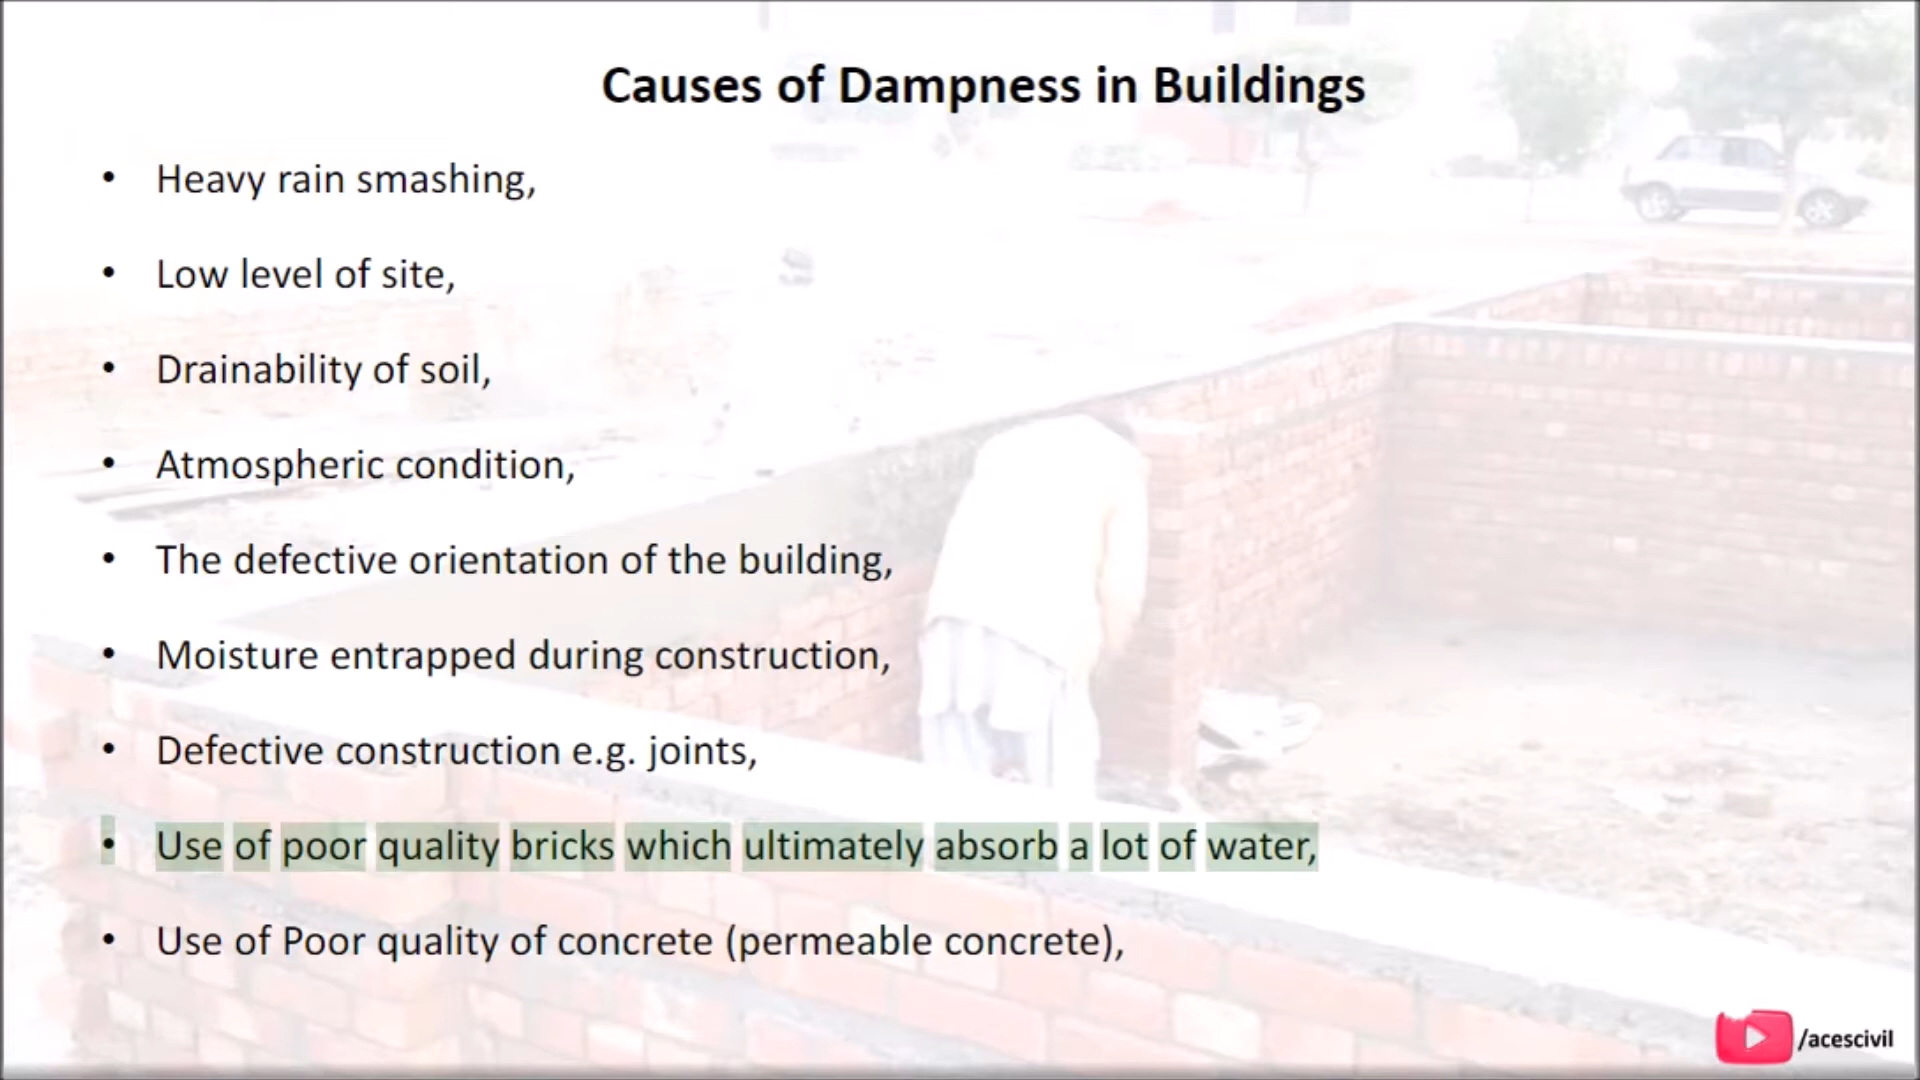 Causes of Dampness in Buildings
• Heavy rain smashing,
• Low level of site,
• Drainability of soil,
• Atmospheric condition,
• The defective orientation of the building,
• Moisture entrapped during construction,
• Defective construction e.g. joints,
• Use of poor quality bricks which ultimately absorb a lot of water,
• Use of Poor quality of concrete (permeable concrete),
/acescivil